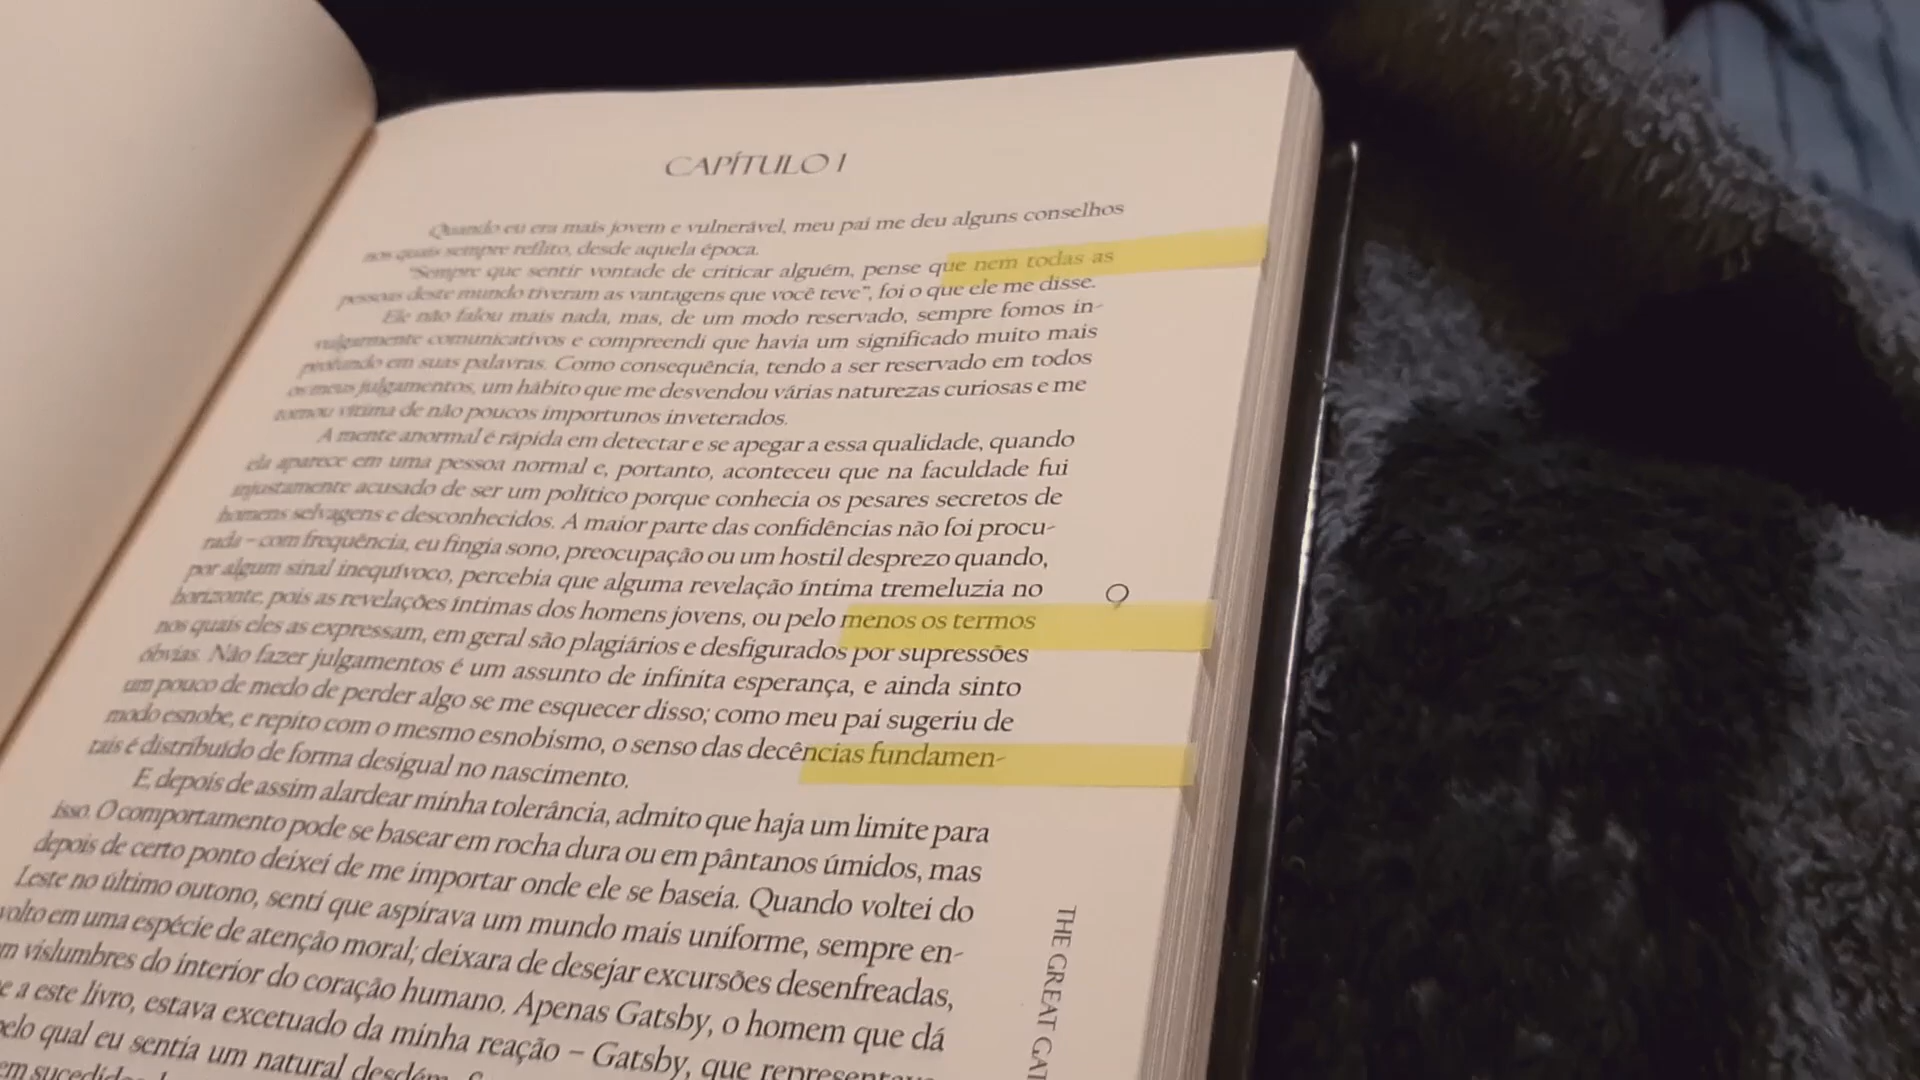 CAPÍTULO I
Quando eu era mais jovem e vulnerável, meu pai me deu alguns conselhos
nos quais sempre reflito, desde aquela época.
"Sempre que sentir vontade de criticar alguém, pense que nem todas as
pessoas deste mundo tiveram as vantagens que você teve", foi o que ele me disse.
Ele não falou mais nada, mas, de um modo reservado, sempre fomos in-
vulgarmente comunicativos e compreendi que havia um significado muito mais
profundo em suas palavras. Como consequência, tendo a ser reservado em todos
os meus julgamentos, um hábito que me desvendou várias naturezas curiosas e me
tornou vítima de não poucos importunos inveterados.
A mente anormal é rápida em detectar e se apegar a essa qualidade, quando
ela aparece em uma pessoa normal e, portanto, aconteceu que na faculdade fui
injustamente acusado de ser um político porque conhecia os pesares secretos de
homens selvagens e desconhecidos. A maior parte das confidências não foi procu-
rada – com frequência, eu fingia sono, preocupação ou um hostil desprezo quando,
por algum sinal inequívoco, percebia que alguma revelação íntima tremeluzia no
horizonte, pois as revelações íntimas dos homens jovens, ou pelo menos os termos
nos quais eles as expressam, em geral são plagiários e desfigurados por supressões
óbvias. Não fazer julgamentos é um assunto de infinita esperança, e ainda sinto
um pouco de medo de perder algo se me esquecer disso; como meu pai sugeriu de
modo esnobe, e repito com o mesmo esnobismo, o senso das decências fundamen-
tais é distribuído de forma desigual no nascimento.
E, depois de assim alardear minha tolerância, admito que haja um limite para
isso. O comportamento pode se basear em rocha dura ou em pântanos úmidos, mas
depois de certo ponto deixei de me importar onde ele se baseia. Quando voltei do
Leste no último outono, senti que aspirava um mundo mais uniforme, sempre en-
volto em uma espécie de atenção moral; deixara de desejar excursões desenfreadas,
vislumbres do interior do coração humano. Apenas Gatsby, o homem que dá
a este livro, estava excetuado da minha reação – Gatsby, que
pelo qual eu sentia um natural
THE GREAT